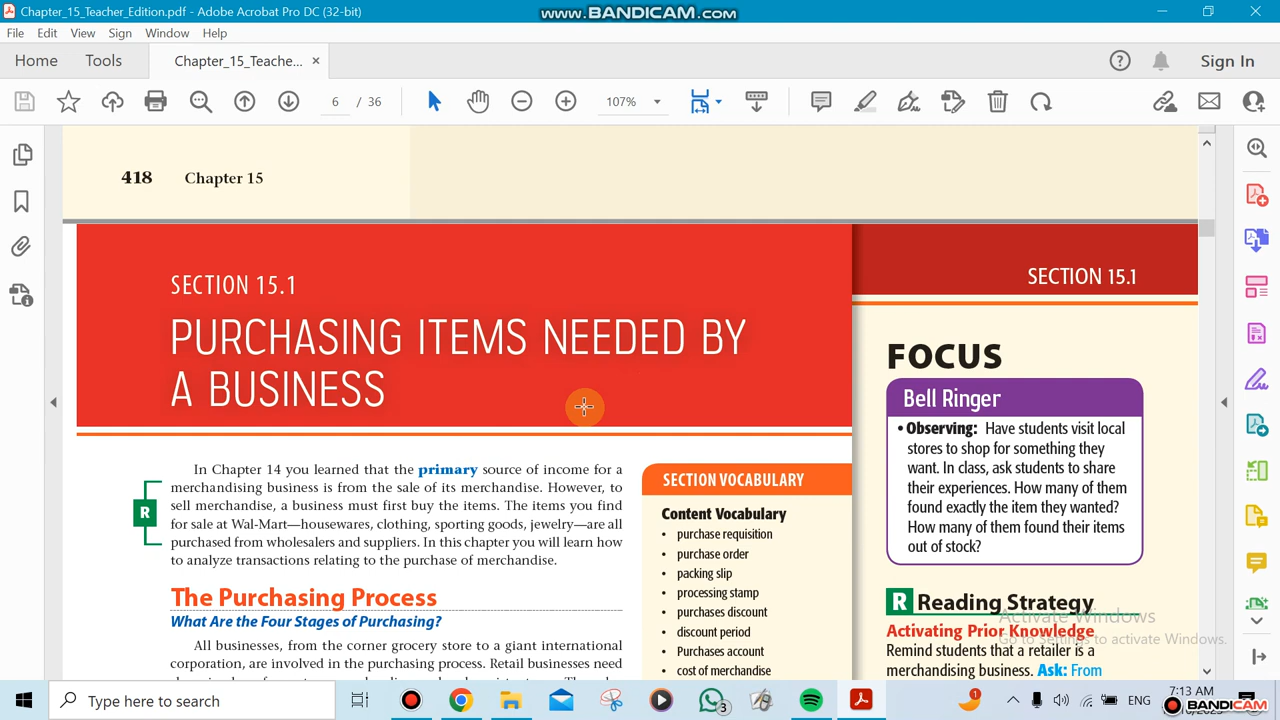 Chapter_15_Teacher_Edition.pdf - Adobe Acrobat Pro DC (32-bit)
www.BANDICAM.com
File Edit View Sign Window Help
Home Tools Chapter_15_Teache... × Sign In
6 / 36 107%
418 Chapter 15
SECTION 15.1
PURCHASING ITEMS NEEDED BY
A BUSINESS
In Chapter 14 you learned that the primary source of income for a
merchandising business is from the sale of its merchandise. However, to
sell merchandise, a business must first buy the items. The items you find
for sale at Wal-Mart—housewares, clothing, sporting goods, jewelry—are all
purchased from wholesalers and suppliers. In this chapter you will learn how
to analyze transactions relating to the purchase of merchandise.
R
The Purchasing Process
What Are the Four Stages of Purchasing?
All businesses, from the corner grocery store to a giant international
corporation, are involved in the purchasing process. Retail businesses need
SECTION VOCABULARY
Content Vocabulary
• purchase requisition
• purchase order
• packing slip
• processing stamp
• purchases discount
• discount period
• Purchases account
• cost of merchandise
SECTION 15.1
FOCUS
Bell Ringer
• Observing: Have students visit local
stores to shop for something they
want. In class, ask students to share
their experiences. How many of them
found exactly the item they wanted?
How many of them found their items
out of stock?
R Reading Strategy
Activating Prior Knowledge
Remind students that a retailer is a
merchandising business. Ask: From
Activate Windows
Go to Settings to activate Windows.
Type here to search
3
1
ENG
7:13 AM
BANDICAM